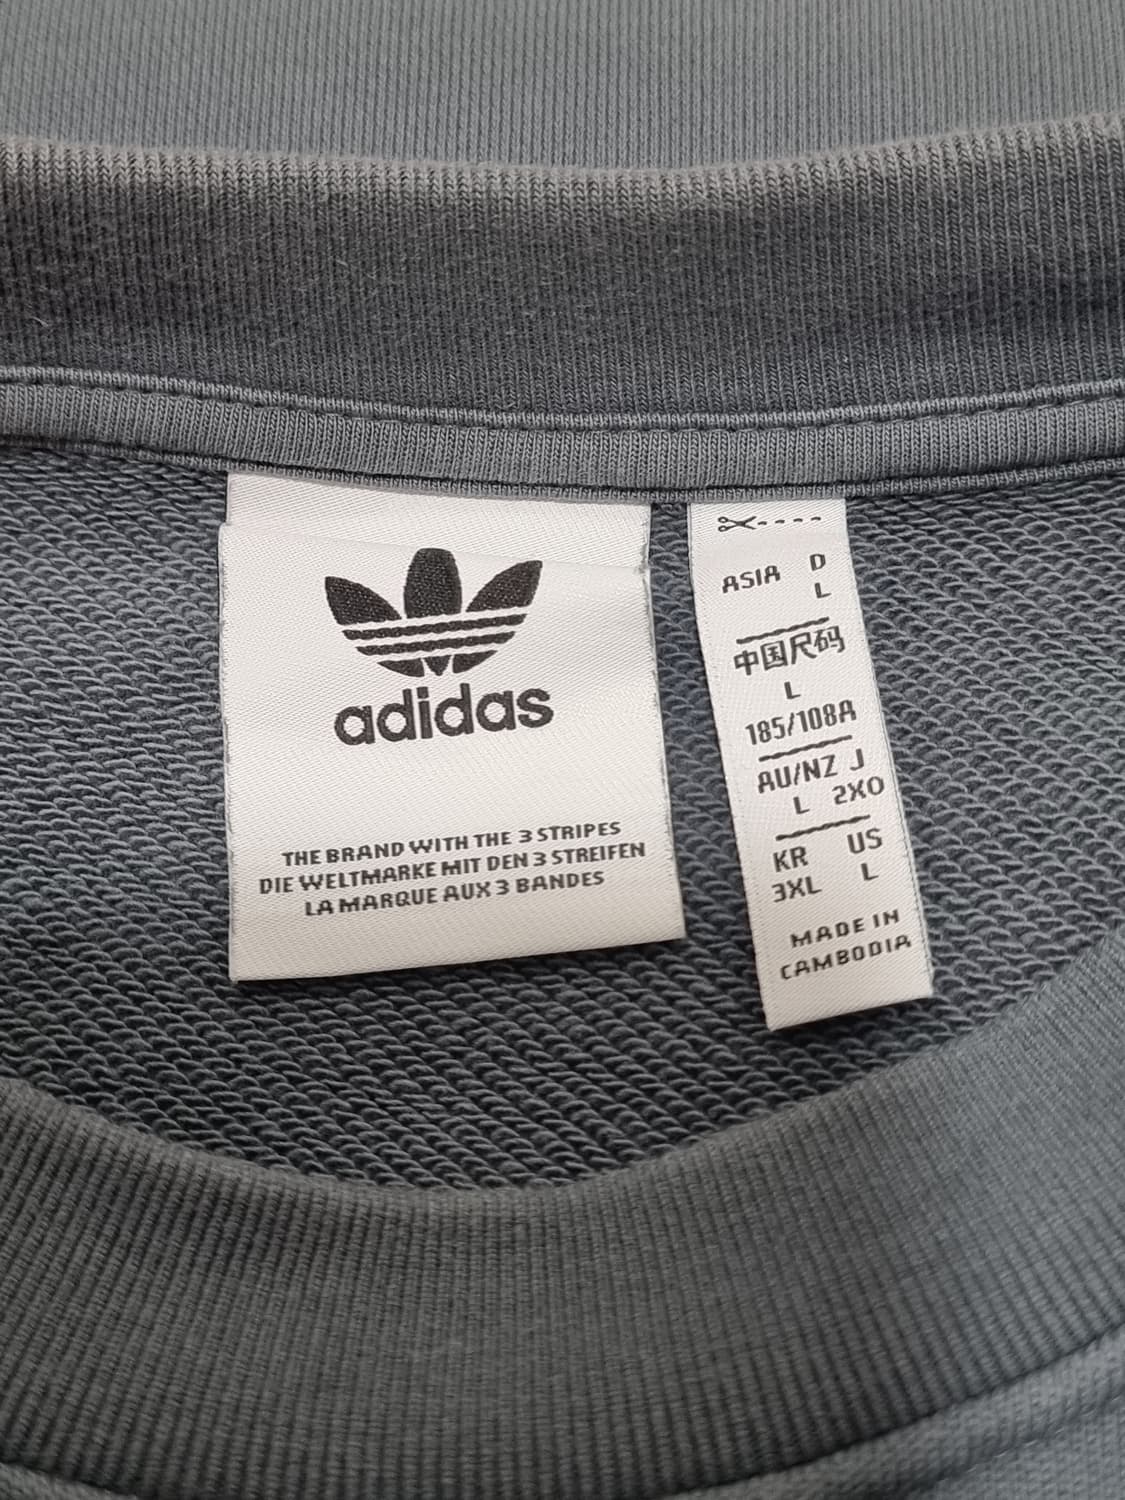 adidas
THE BRAND WITH THE 3 STRIPES
DIE WELTMARKE MIT DEN 3 STREIFEN
LA MARQUE AUX 3 BANDES
ASIA D
L
中国尺码
L
185/108A
AU/NZ J
L 2XO
KR US
3XL L
MADE IN
CAMBODIA